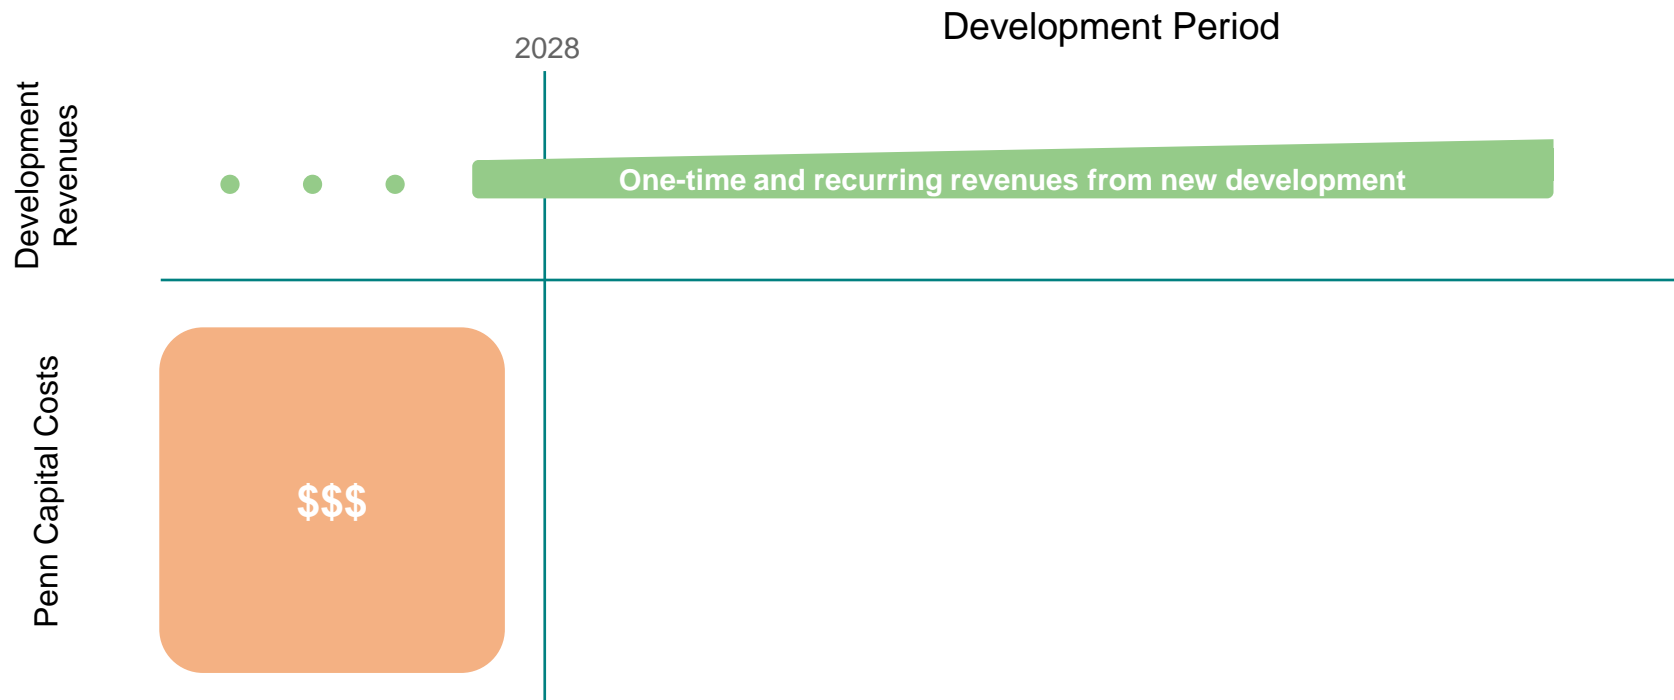 Development Period
2028
Development
Revenues
One-time and recurring revenues from new development
Penn Capital Costs
$$$